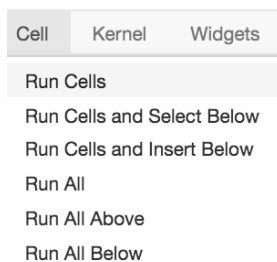 Cell Kernel Widgets
Run Cells
Run Cells and Select Below
Run Cells and Insert Below
Run All
Run All Above
Run All Below